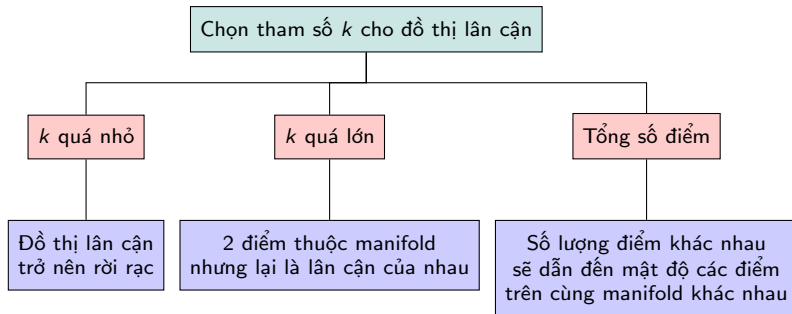 Chọn tham số k cho đồ thị lân cận
k quá nhỏ
k quá lớn
Tổng số điểm
Đồ thị lân cận
trở nên rời rạc
2 điểm thuộc manifold
nhưng lại là lân cận của nhau
Số lượng điểm khác nhau
sẽ dẫn đến mật độ các điểm
trên cùng manifold khác nhau